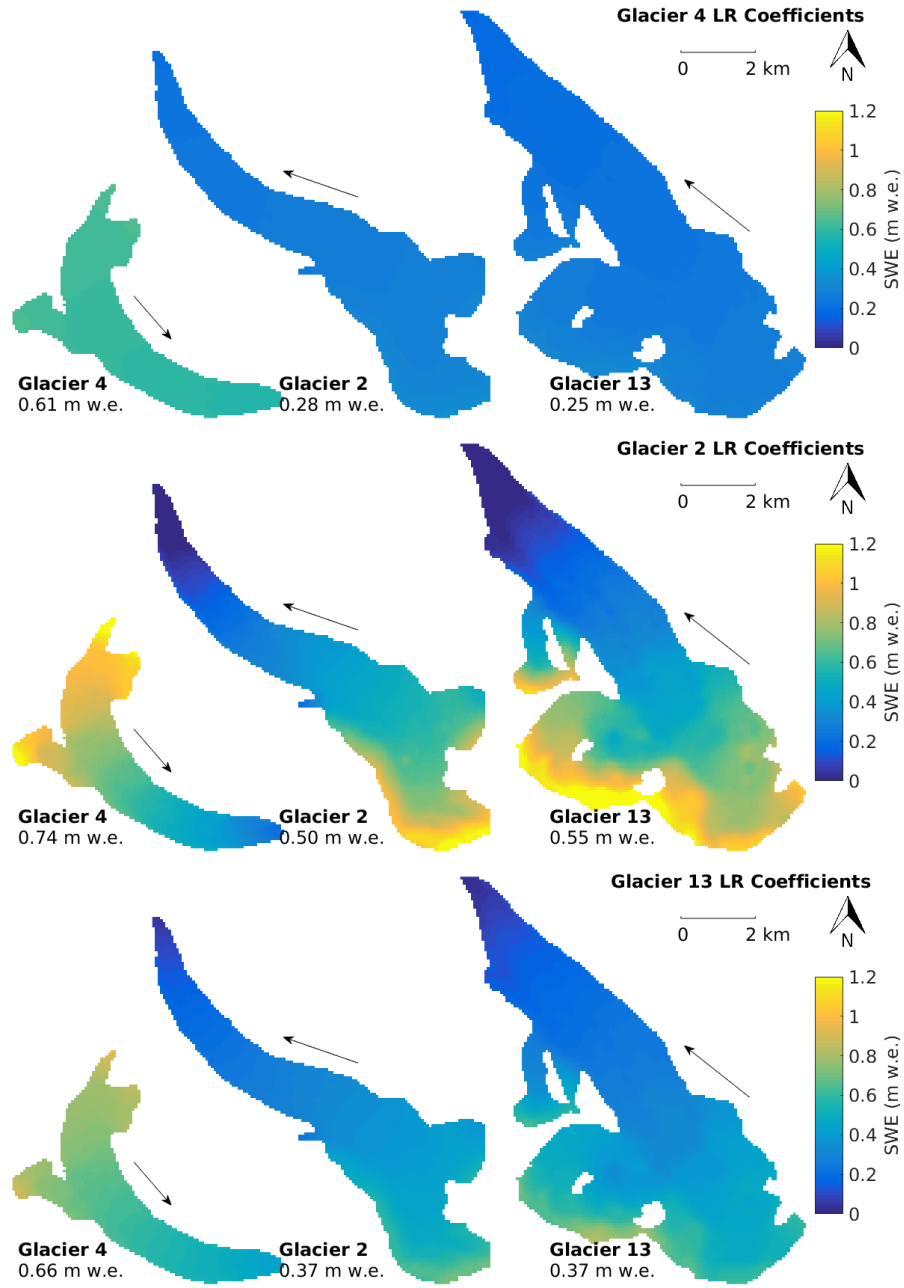 Glacier 4 LR Coefficients
0 2 km
N
1.2
1
0.8
0.6
0.4
0.2
0
SWE (m w.e.)
Glacier 4
0.61 m w.e.
Glacier 2
0.28 m w.e.
Glacier 13
0.25 m w.e.
Glacier 2 LR Coefficients
0 2 km
N
1.2
1
0.8
0.6
0.4
0.2
0
SWE (m w.e.)
Glacier 4
0.74 m w.e.
Glacier 2
0.50 m w.e.
Glacier 13
0.55 m w.e.
Glacier 13 LR Coefficients
0 2 km
N
1.2
1
0.8
0.6
0.4
0.2
0
SWE (m w.e.)
Glacier 4
0.66 m w.e.
Glacier 2
0.37 m w.e.
Glacier 13
0.37 m w.e.